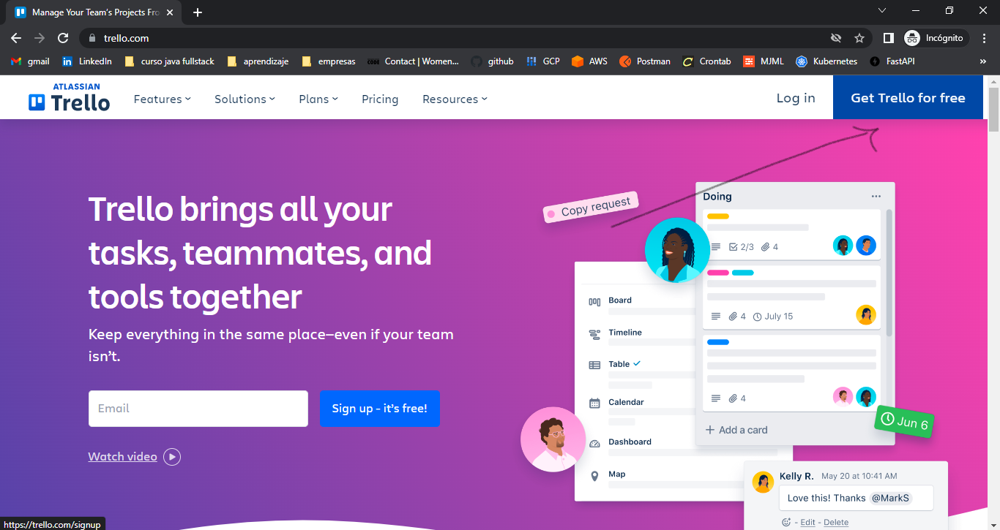 Manage Your Team's Projects Fro
trello.com
Incógnito
gmail
LinkedIn
curso java fullstack
aprendizaje
empresas
Contact | Women...
github
GCP
AWS
Postman
Crontab
MJML
Kubernetes
FastAPI
»
ATLASSIAN
Trello
Features
Solutions
Plans
Pricing
Resources
Log in
Get Trello for free
Trello brings all your
tasks, teammates, and
tools together
Keep everything in the same place—even if your team
isn't.
Email
Sign up - it's free!
Watch video
Copy request
Doing
2/3 4
4 July 15
4
+ Add a card
Jun 6
Board
Timeline
Table
Calendar
Dashboard
Map
Kelly R. May 20 at 10:41 AM
Love this! Thanks @MarkS
- Edit - Delete
https://trello.com/signup